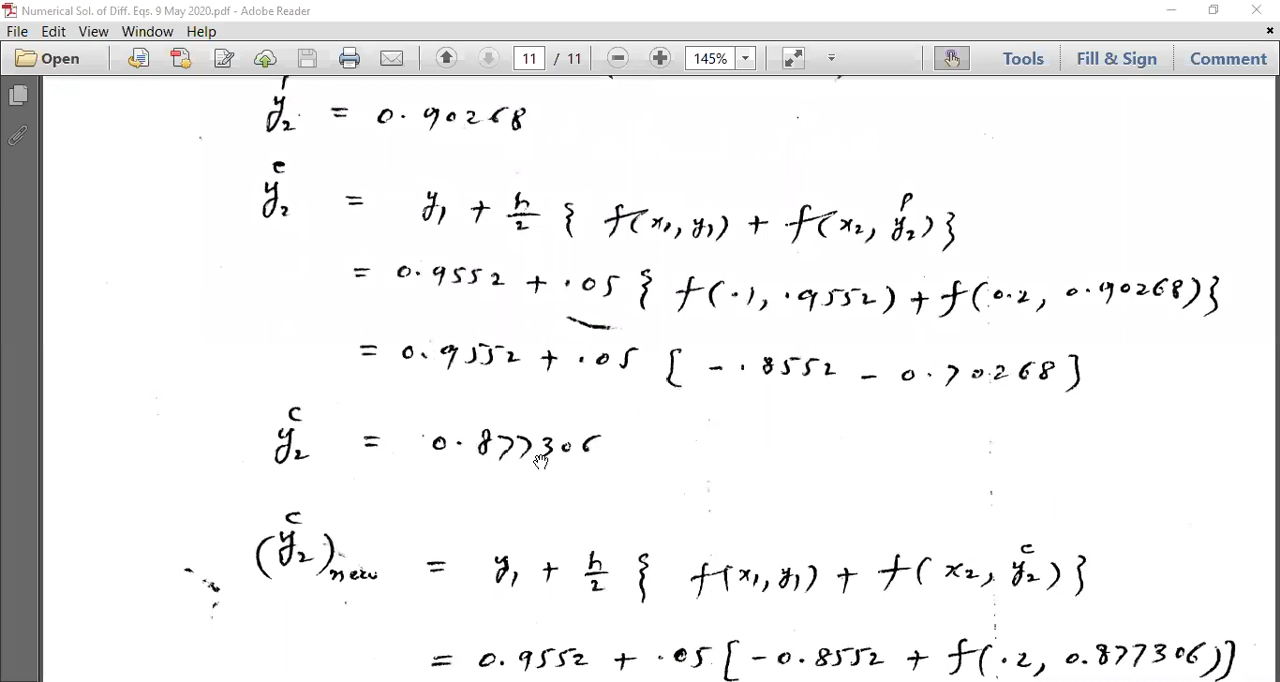 Numerical Sol. of Diff. Eqs. 9 May 2020.pdf - Adobe Reader
File Edit View Window Help
Open 11 / 11 145% Tools Fill & Sign Comment
y₂ᵖ = 0.90268
y₂ᶜ = y₁ + h/2 { f(x₁, y₁) + f(x₂, y₂ᵖ) }
= 0.9552 + .05 { f(.1, .9552) + f(0.2, 0.90268) }
= 0.9552 + .05 [ - .8552 - 0.70268 ]
y₂ᶜ = 0.877306
(y₂ᶜ)new = y₁ + h/2 { f(x₁, y₁) + f(x₂, y₂ᶜ) }
= 0.9552 + .05 [ -0.8552 + f(.2, 0.877306) ]